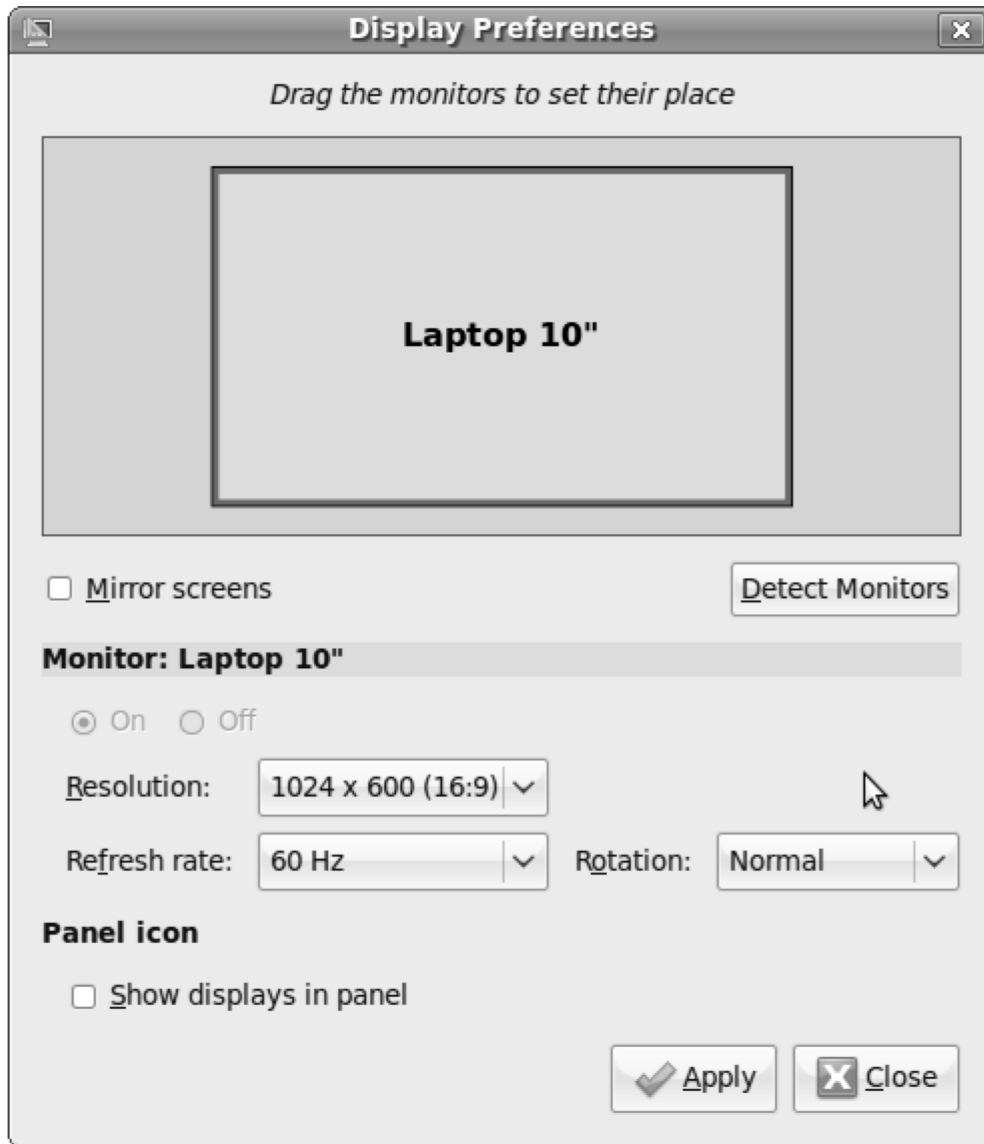 Display Preferences
Drag the monitors to set their place
Laptop 10"
Mirror screens
Detect Monitors
Monitor: Laptop 10"
On Off
Resolution: 1024 x 600 (16:9)
Refresh rate: 60 Hz Rotation: Normal
Panel icon
Show displays in panel
Apply Close